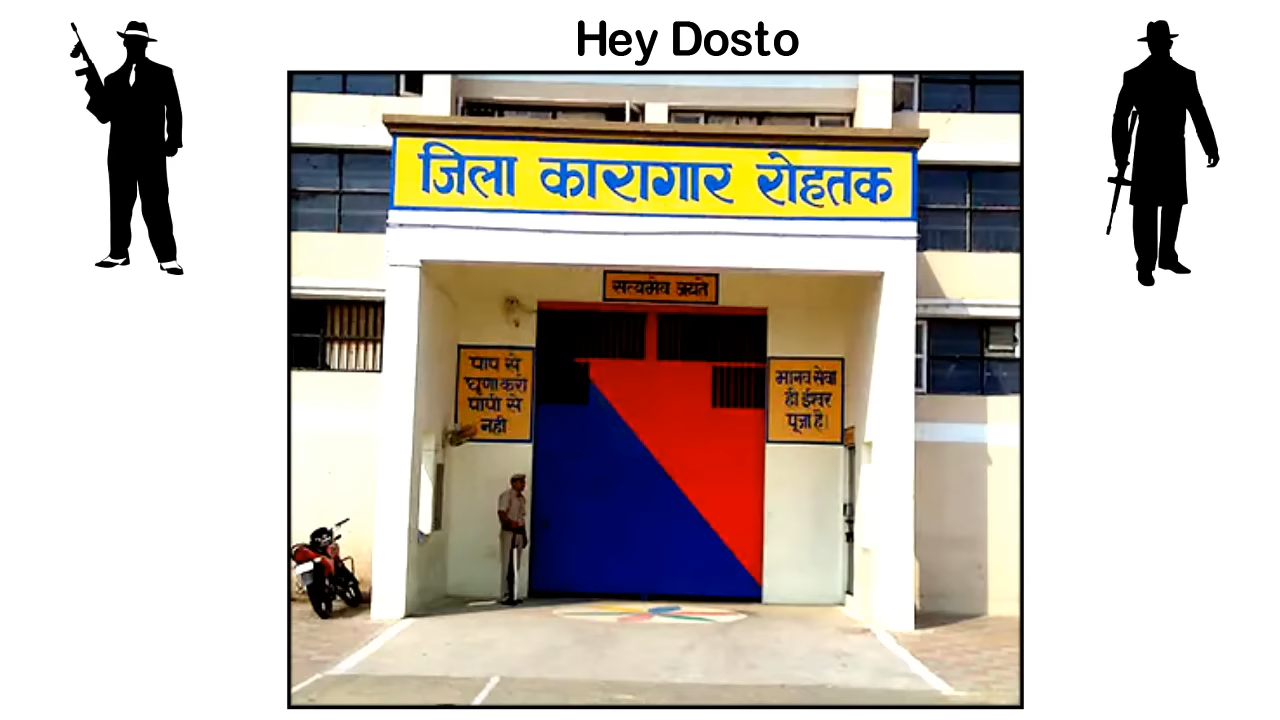 Hey Dosto
जिला कारागार रोहतक
सत्यमेव जयते
पाप से
घृणा करो
पापी से
नही
मानव सेवा
ही ईश्वर
पूजा है।